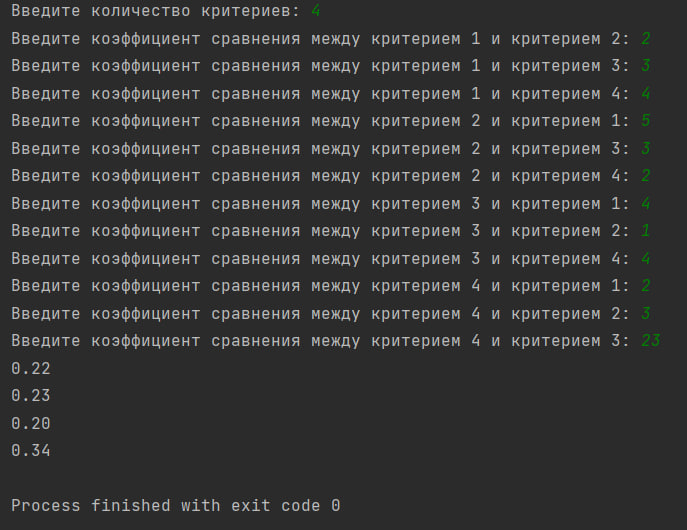 Введите количество критериев: 4
Введите коэффициент сравнения между критерием 1 и критерием 2: 2
Введите коэффициент сравнения между критерием 1 и критерием 3: 3
Введите коэффициент сравнения между критерием 1 и критерием 4: 4
Введите коэффициент сравнения между критерием 2 и критерием 1: 5
Введите коэффициент сравнения между критерием 2 и критерием 3: 3
Введите коэффициент сравнения между критерием 2 и критерием 4: 2
Введите коэффициент сравнения между критерием 3 и критерием 1: 4
Введите коэффициент сравнения между критерием 3 и критерием 2: 1
Введите коэффициент сравнения между критерием 3 и критерием 4: 4
Введите коэффициент сравнения между критерием 4 и критерием 1: 2
Введите коэффициент сравнения между критерием 4 и критерием 2: 3
Введите коэффициент сравнения между критерием 4 и критерием 3: 23
0.22
0.23
0.20
0.34
Process finished with exit code 0